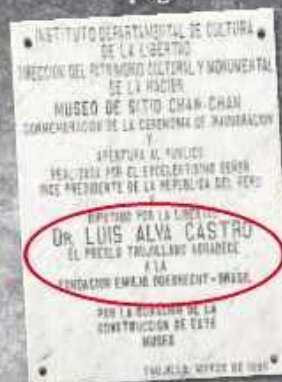 INSTITUTO DEPARTAMENTAL DE CULTURA
DE LA LIBERTAD
DIRECCION DEL PATRIMONIO CULTURAL Y MONUMENTAL
DE LA NACION
MUSEO DE SITIO CHAN-CHAN
CONMEMORACION DE LA CEREMONIA DE INAUGURACION
Y
APERTURA AL PUBLICO
REALIZADA POR EL EXCELENTISIMO SEÑOR
VICE PRESIDENTE DE LA REPUBLICA DEL PERU
Y
DIPUTADO POR LA LIBERTAD
DR. LUIS ALVA CASTRO
EL PUEBLO TRUJILLANO AGRADECE
A LA
FUNDACION EMILIO ODEBRECHT - BRASIL
POR LA DONACION DE LA
CONSTRUCCION DE ESTE
MUSEO
TRUJILLO, MARZO DE